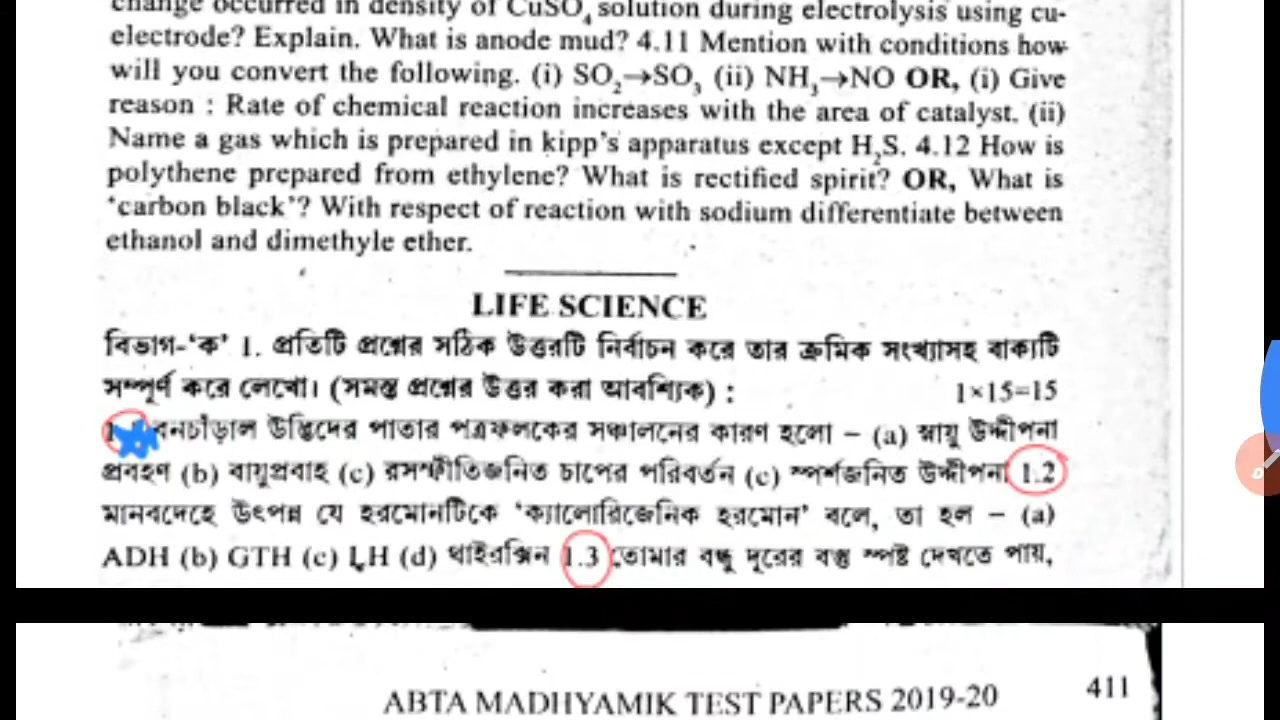 change occurred in density of CuSO₄ solution during electrolysis using cu-
electrode? Explain. What is anode mud? 4.11 Mention with conditions how
will you convert the following. (i) SO₂→SO₃ (ii) NH₃→NO OR, (i) Give
reason : Rate of chemical reaction increases with the area of catalyst. (ii)
Name a gas which is prepared in kipp's apparatus except H₂S. 4.12 How is
polythene prepared from ethylene? What is rectified spirit? OR, What is
'carbon black'? With respect of reaction with sodium differentiate between
ethanol and dimethyle ether.
LIFE SCIENCE
বিভাগ-'ক' 1. প্রতিটি প্রশ্নের সঠিক উত্তরটি নির্বাচন করে তার ক্রমিক সংখ্যাসহ বাক্যটি
সম্পূর্ণ করে লেখো। (সমস্ত প্রশ্নের উত্তর করা আবশ্যিক) : 1×15=15
বনচাঁড়াল উদ্ভিদের পাতার পত্রফলকের সঞ্চালনের কারণ হলো – (a) স্নায়ু উদ্দীপনা
প্রবহণ (b) বায়ুপ্রবাহ (c) রসস্ফীতিজনিত চাপের পরিবর্তন (c) স্পর্শজনিত উদ্দীপনা 1.2
মানবদেহে উৎপন্ন যে হরমোনটিকে 'ক্যালোরিজেনিক হরমোন' বলে, তা হল – (a)
ADH (b) GTH (c) LH (d) থাইরক্সিন 1.3 তোমার বন্ধু দূরের বস্তু স্পষ্ট দেখতে পায়,
ABTA MADHYAMIK TEST PAPERS 2019-20 411